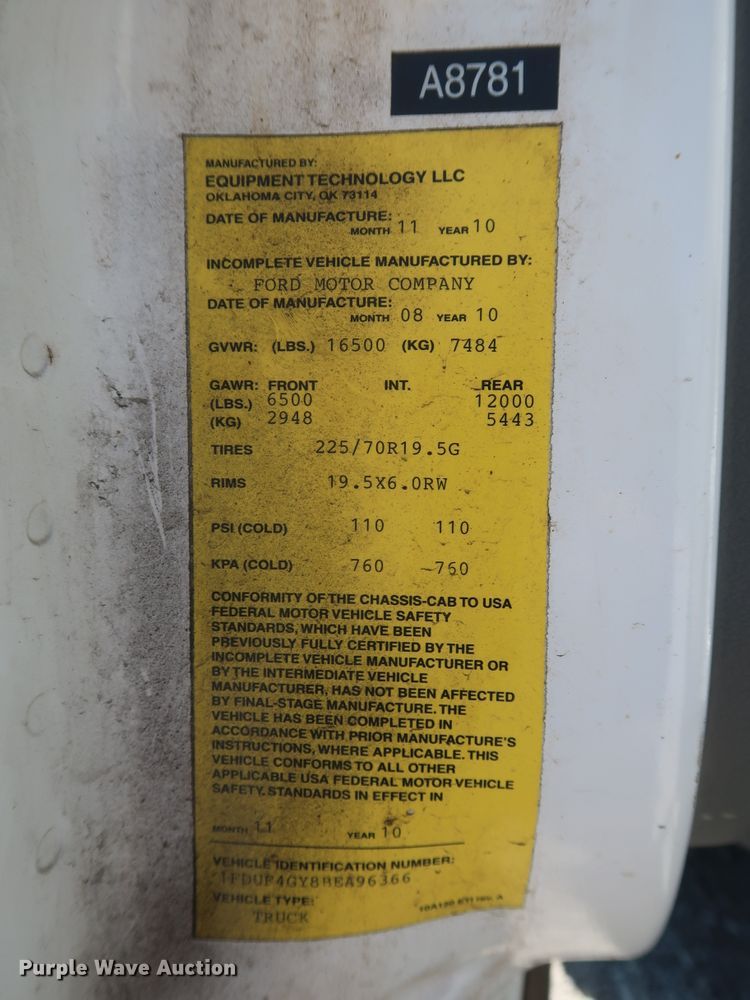 A8781
MANUFACTURED BY:
EQUIPMENT TECHNOLOGY LLC
OKLAHOMA CITY, OK 73114
DATE OF MANUFACTURE:
MONTH 11 YEAR 10
INCOMPLETE VEHICLE MANUFACTURED BY:
FORD MOTOR COMPANY
DATE OF MANUFACTURE:
MONTH 08 YEAR 10
GVWR: (LBS.) 16500 (KG) 7484
GAWR: FRONT INT. REAR
(LBS.) 6500 12000
(KG) 2948 5443
TIRES 225/70R19.5G
RIMS 19.5X6.0RW
PSI (COLD) 110 110
KPA (COLD) 760 760
CONFORMITY OF THE CHASSIS-CAB TO USA
FEDERAL MOTOR VEHICLE SAFETY
STANDARDS, WHICH HAVE BEEN
PREVIOUSLY FULLY CERTIFIED BY THE
INCOMPLETE VEHICLE MANUFACTURER OR
BY THE INTERMEDIATE VEHICLE
MANUFACTURER, HAS NOT BEEN AFFECTED
BY FINAL-STAGE MANUFACTURE. THE
VEHICLE HAS BEEN COMPLETED IN
ACCORDANCE WITH PRIOR MANUFACTURE'S
INSTRUCTIONS, WHERE APPLICABLE. THIS
VEHICLE CONFORMS TO ALL OTHER
APPLICABLE USA FEDERAL MOTOR VEHICLE
SAFETY. STANDARDS IN EFFECT IN
MONTH 11 YEAR 10
VEHICLE IDENTIFICATION NUMBER:
1FDUF4GY8BEA96366
VEHICLE TYPE:
TRUCK
Purple Wave Auction